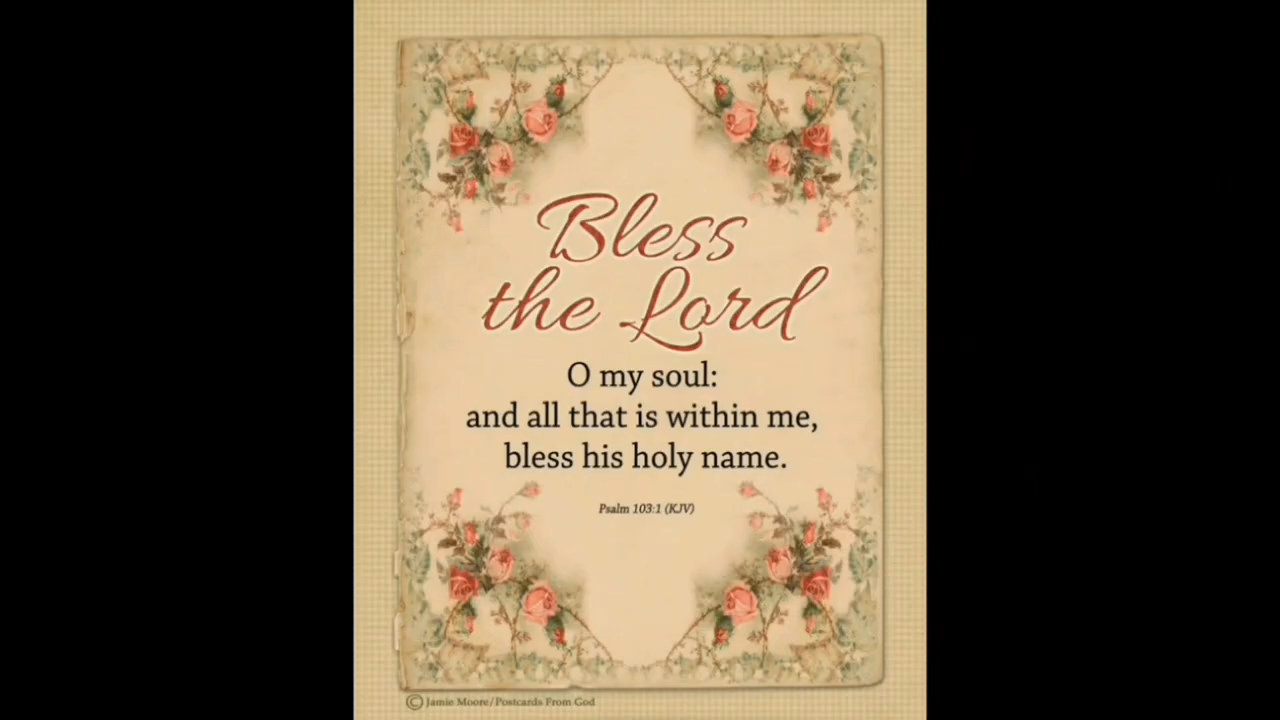 Bless
the Lord
O my soul:
and all that is within me,
bless his holy name.
Psalm 103:1 (KJV)
© Jamie Moore/Postcards From God